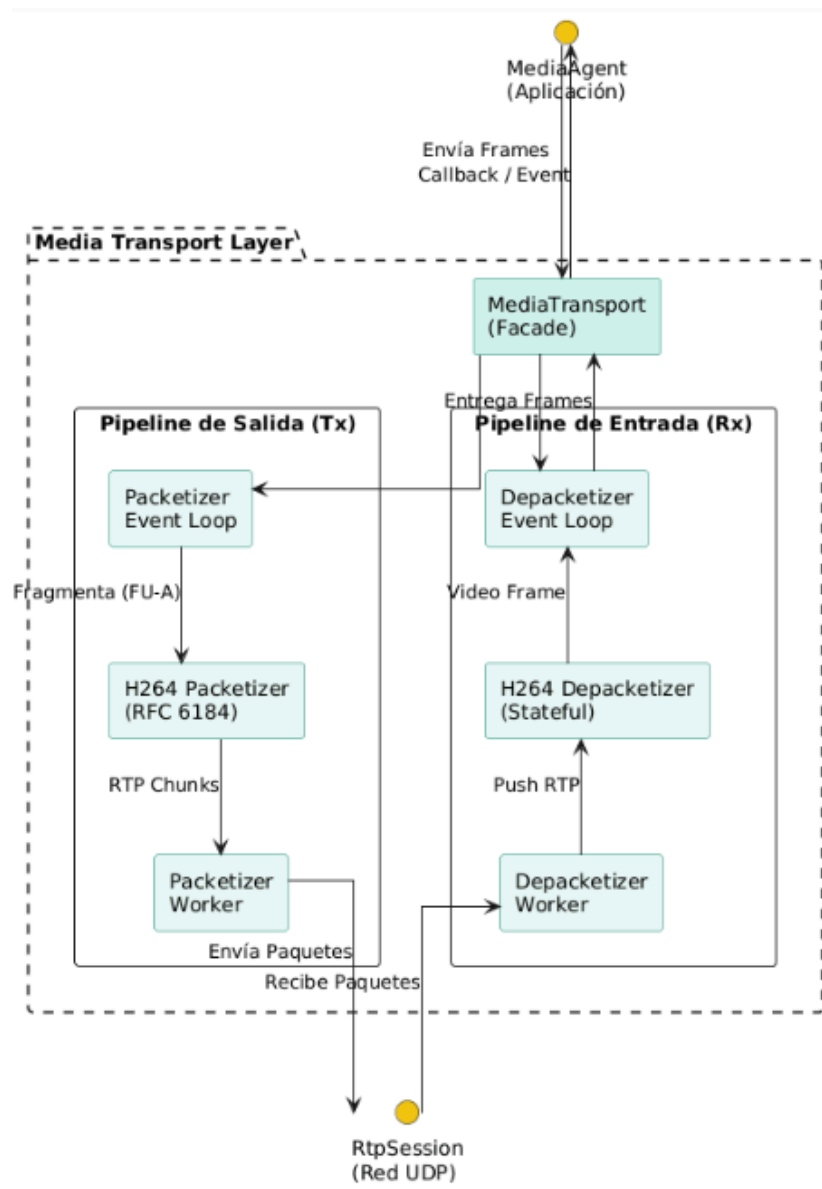 MediaAgent
(Aplicación)
Envía Frames
Callback / Event
Media Transport Layer
MediaTransport
(Facade)
Entrega Frames
Pipeline de Salida (Tx)
Pipeline de Entrada (Rx)
Packetizer
Event Loop
Depacketizer
Event Loop
Fragmenta (FU-A)
Video Frame
H264 Packetizer
(RFC 6184)
H264 Depacketizer
(Stateful)
RTP Chunks
Push RTP
Packetizer
Worker
Depacketizer
Worker
Envía Paquetes
Recibe Paquetes
RtpSession
(Red UDP)